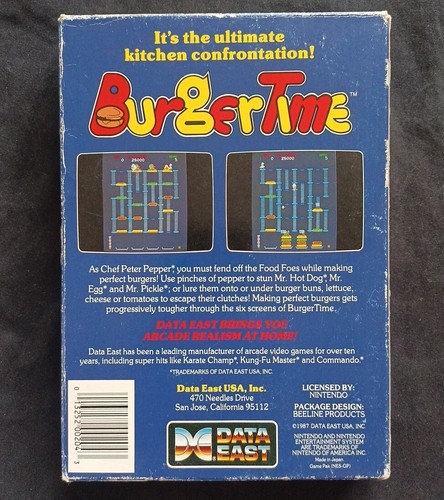 It's the ultimate
kitchen confrontation!
BurgerTime™
25000
25000
As Chef Peter Pepper*, you must fend off the Food Foes while making
perfect burgers! Use pinches of pepper to stun Mr. Hot Dog*, Mr.
Egg* and Mr. Pickle*; or lure them onto or under burger buns, lettuce,
cheese or tomatoes to escape their clutches! Making perfect burgers gets
progressively tougher through the six screens of BurgerTime.
DATA EAST BRINGS YOU
ARCADE REALISM AT HOME!
Data East has been a leading manufacturer of arcade video games for over ten
years, including super hits like Karate Champ*, Kung-Fu Master* and Commando.*
*TRADEMARKS OF DATA EAST USA, INC.
Data East USA, Inc.
470 Needles Drive
San Jose, California 95112
DATA
EAST
LICENSED BY:
NINTENDO
PACKAGE DESIGN:
BEELINE PRODUCTS
©1987 DATA EAST USA, INC
NINTENDO AND NINTENDO
ENTERTAINMENT SYSTEM
ARE TRADEMARKS OF
NINTENDO OF AMERICA INC.
Made in Japan
Game Pak (NES-GP)
0 13252 00204 3